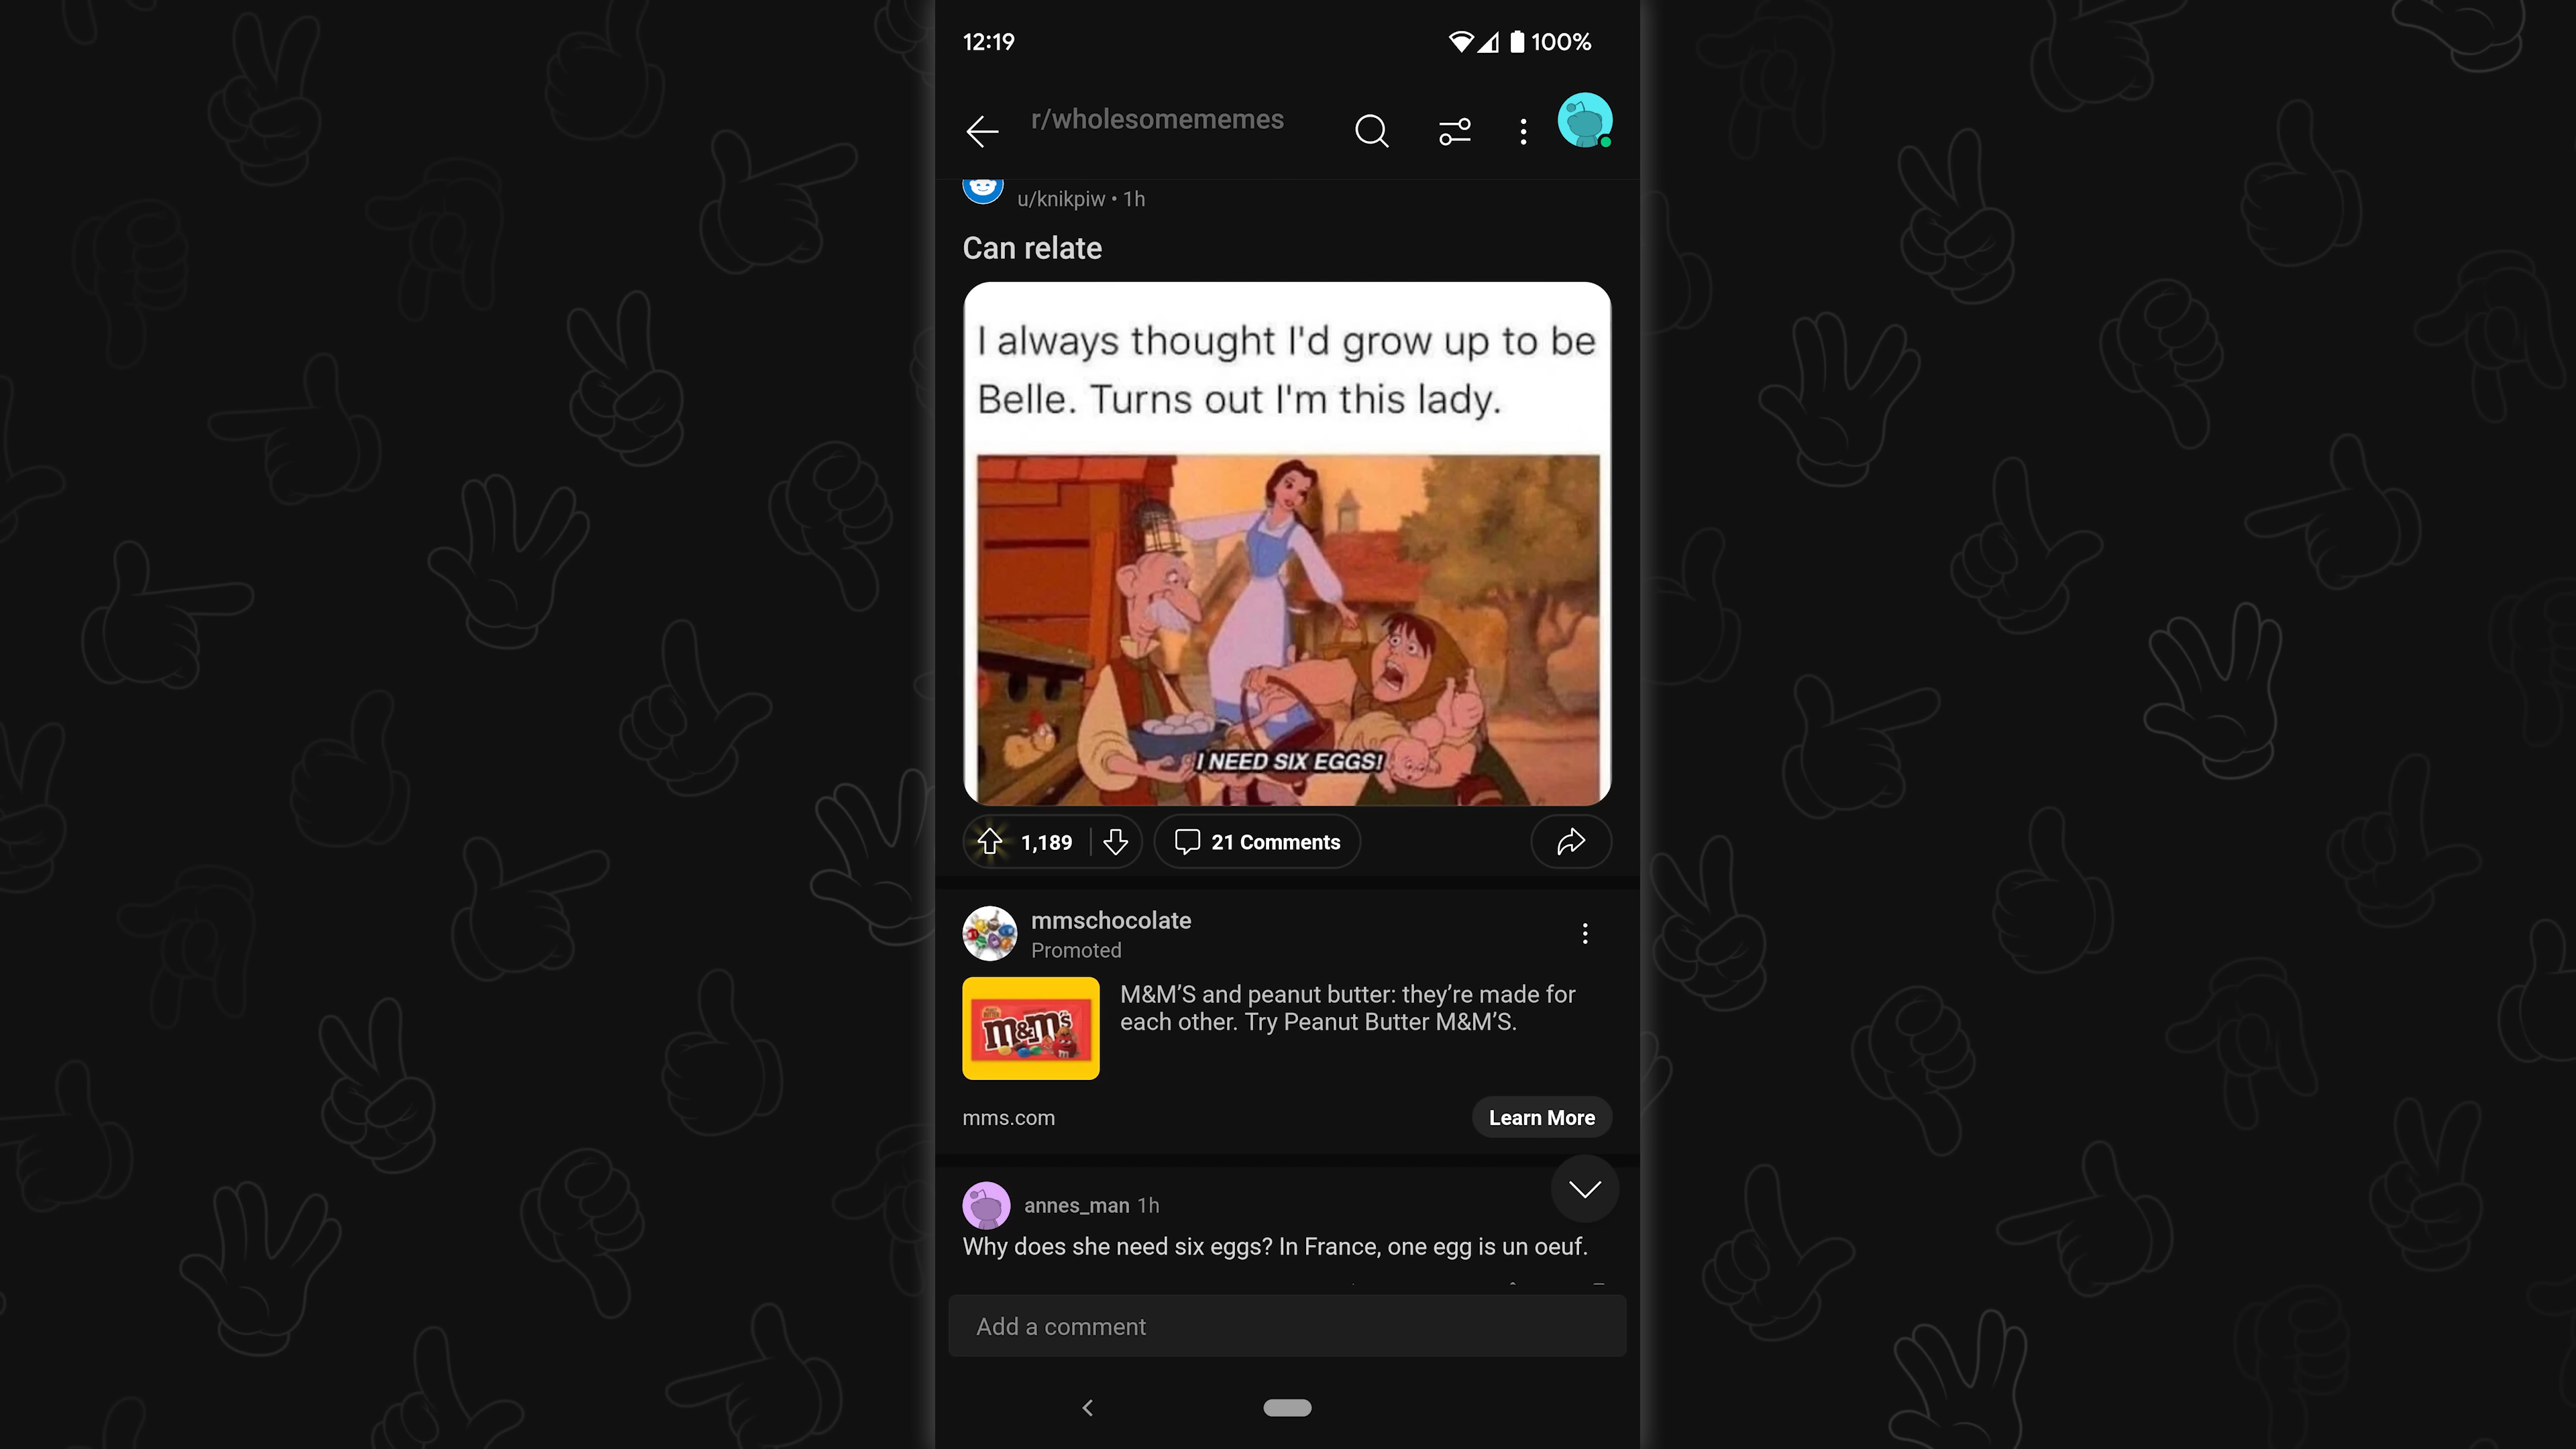 12:19
100%
r/wholesomememes
u/knikpiw • 1h
Can relate
I always thought I'd grow up to be
Belle. Turns out I'm this lady.
I NEED SIX EGGS!
1,189
21 Comments
mmschocolate
Promoted
M&M’S and peanut butter: they’re made for
each other. Try Peanut Butter M&M’S.
m&m's
mms.com
Learn More
annes_man 1h
Why does she need six eggs? In France, one egg is un oeuf.
Add a comment